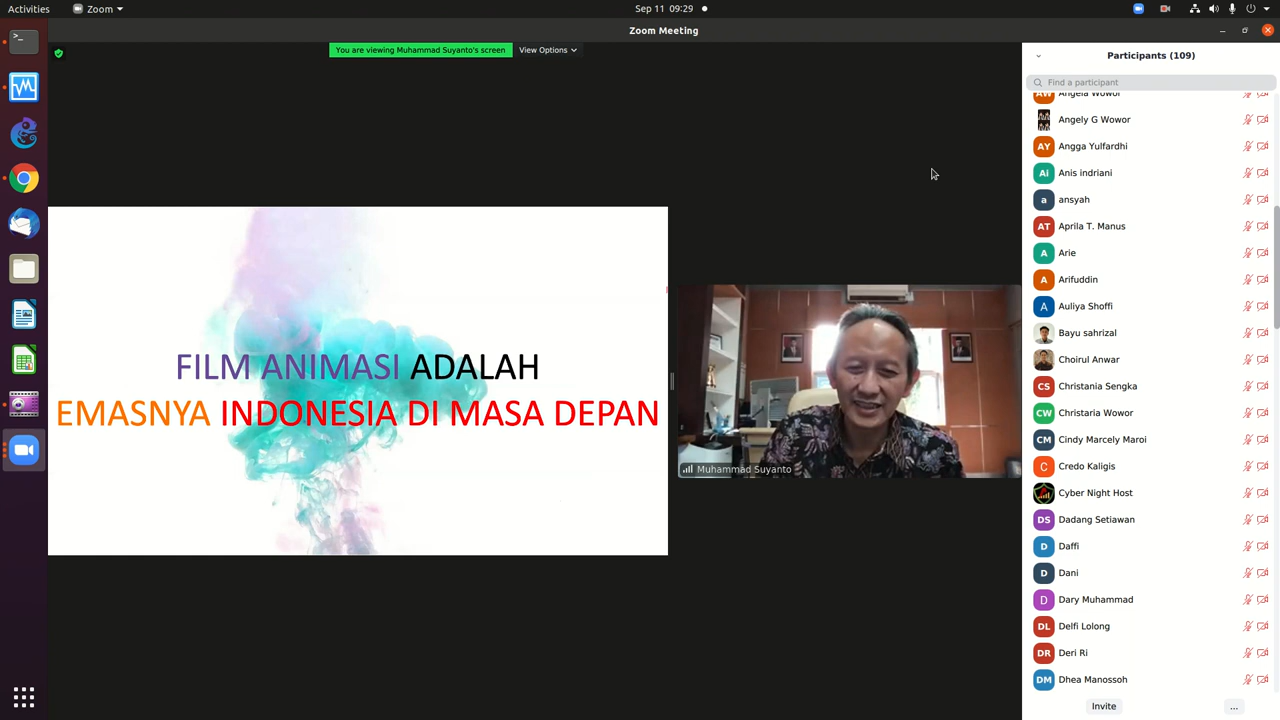 Activities
Zoom
Sep 11 09:29
Zoom Meeting
You are viewing Muhammad Suyanto's screen
View Options
FILM ANIMASI ADALAH
EMASNYA INDONESIA DI MASA DEPAN
Muhammad Suyanto
Participants (109)
Find a participant
AW Angela Wowor
Angely G Wowor
AY Angga Yulfardhi
Ai Anis indriani
a ansyah
AT Aprila T. Manus
A Arie
A Arifuddin
A Auliya Shoffi
Bayu sahrizal
Choirul Anwar
CS Christania Sengka
CW Christaria Wowor
CM Cindy Marcely Maroi
C Credo Kaligis
Cyber Night Host
DS Dadang Setiawan
D Daffi
D Dani
D Dary Muhammad
DL Delfi Lolong
DR Deri Ri
DM Dhea Manossoh
Invite
...